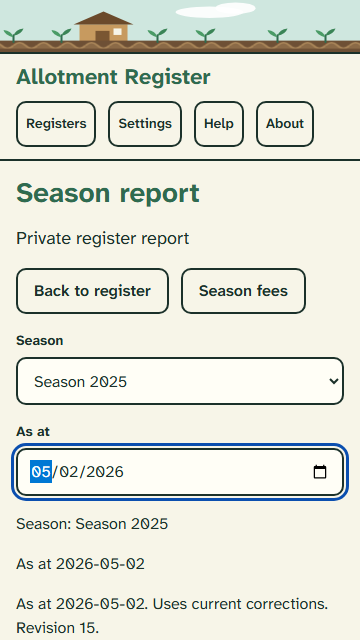 Allotment Register
Registers
Settings
Help
About
Season report
Private register report
Back to register
Season fees
Season
Season 2025
As at
05/02/2026
Season: Season 2025
As at 2026-05-02
As at 2026-05-02. Uses current corrections.
Revision 15.